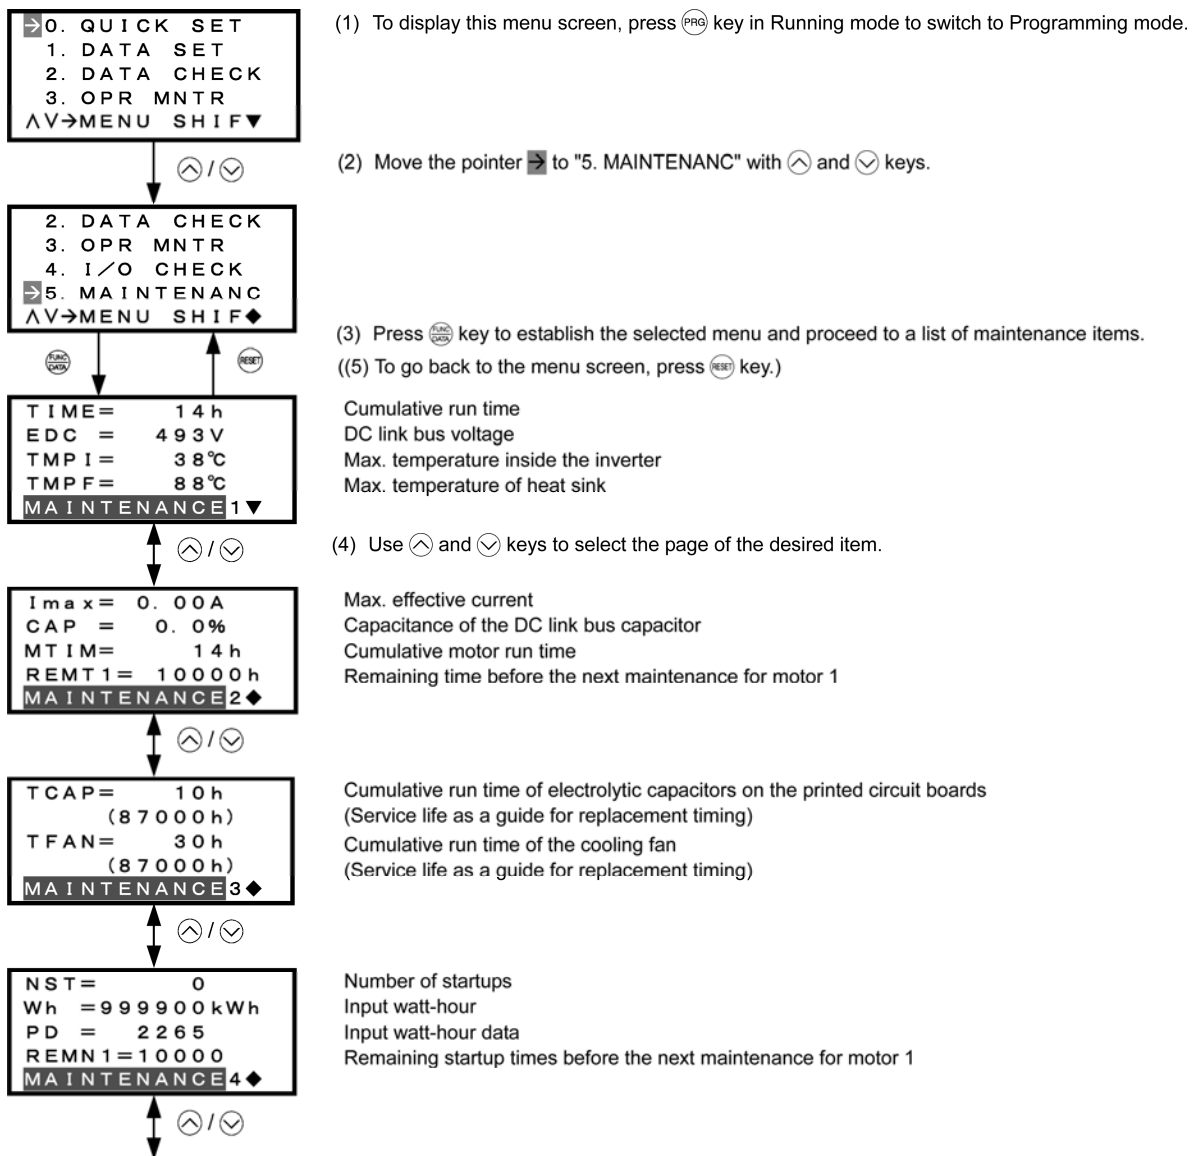 →0. QUICK SET
(1) To display this menu screen, press PRG key in Running mode to switch to Programming mode.
1. DATA SET
2. DATA CHECK
3. OPR MNTR
∧∨→MENU SHIF▼
∧ / ∨
(2) Move the pointer → to "5. MAINTENANC" with ∧ and ∨ keys.
2. DATA CHECK
3. OPR MNTR
4. I/O CHECK
→5. MAINTENANC
∧∨→MENU SHIF◆
(3) Press FUNC DATA key to establish the selected menu and proceed to a list of maintenance items.
FUNC DATA
RESET
((5) To go back to the menu screen, press RESET key.)
TIME= 14h
Cumulative run time
EDC = 493V
DC link bus voltage
TMPI= 38℃
Max. temperature inside the inverter
TMPF= 88℃
Max. temperature of heat sink
MAINTENANCE1▼
∧ / ∨
(4) Use ∧ and ∨ keys to select the page of the desired item.
Imax= 0.00A
Max. effective current
CAP = 0.0%
Capacitance of the DC link bus capacitor
MTIM= 14h
Cumulative motor run time
REMT1= 10000h
Remaining time before the next maintenance for motor 1
MAINTENANCE2◆
∧ / ∨
TCAP= 10h
Cumulative run time of electrolytic capacitors on the printed circuit boards
(87000h)
(Service life as a guide for replacement timing)
TFAN= 30h
Cumulative run time of the cooling fan
(87000h)
(Service life as a guide for replacement timing)
MAINTENANCE3◆
∧ / ∨
NST= 0
Number of startups
Wh =999900kWh
Input watt-hour
PD = 2265
Input watt-hour data
REMN1=10000
Remaining startup times before the next maintenance for motor 1
MAINTENANCE4◆
∧ / ∨